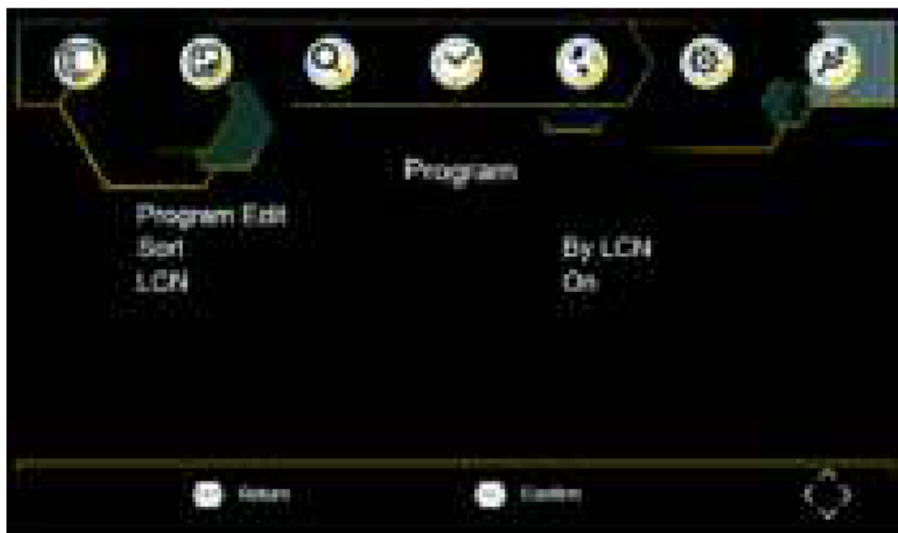 Program
Program Edit
Sort By LCN
LCN On
Return Confirm